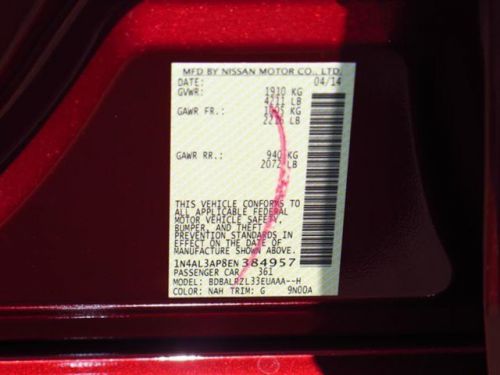 MFD BY NISSAN MOTOR CO., LTD.
DATE: 04/14
GVWR: 1910 KG
4211 LB
GAWR FR.: KG
LB
GAWR RR.: 940 KG
2072 LB
THIS VEHICLE CONFORMS TO
ALL APPLICABLE FEDERAL
MOTOR VEHICLE SAFETY,
BUMPER, AND THEFT
PREVENTION STANDARDS IN
EFFECT ON THE DATE OF
MANUFACTURE SHOWN ABOVE.
1N4AL3AP8EN384957
PASSENGER CAR 361
MODEL: BDBALRZL33EUAAA--H
COLOR: NAH TRIM: G 9N00A